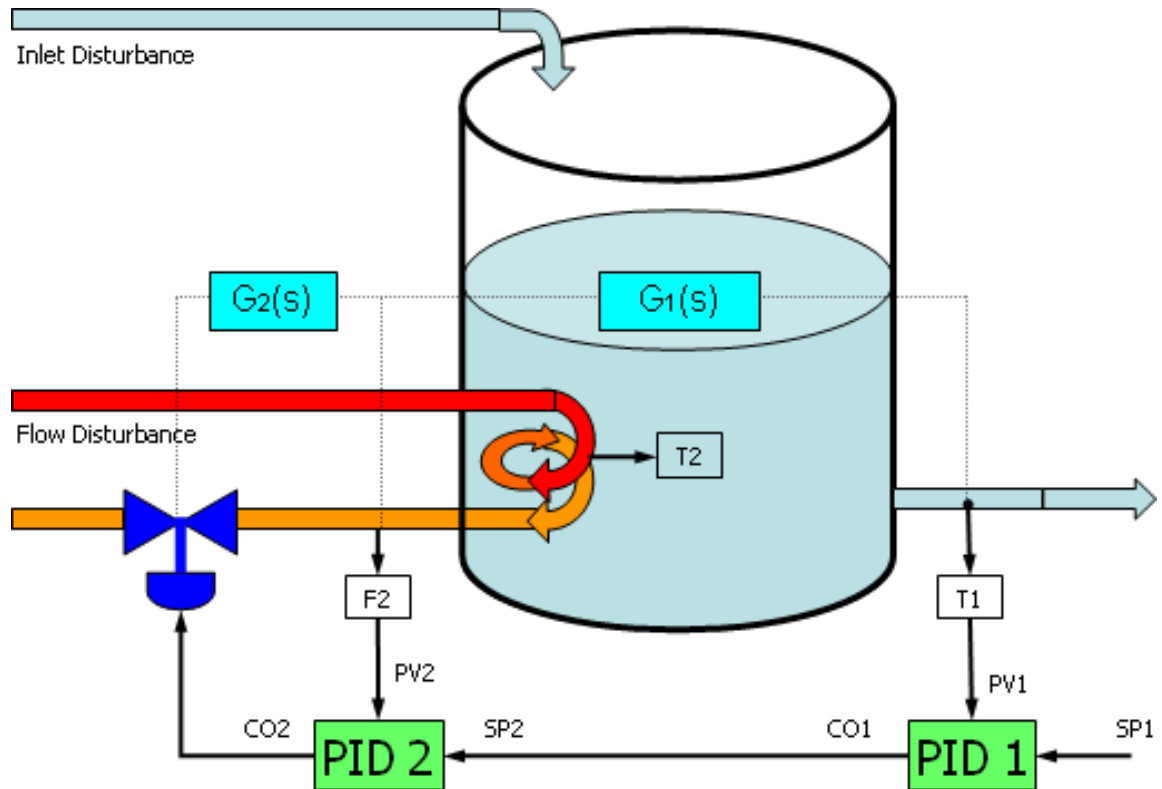 Inlet Disturbance
G2(s)
G1(s)
Flow Disturbance
T2
F2
T1
PV2
PV1
CO2
SP2
CO1
SP1
PID 2
PID 1